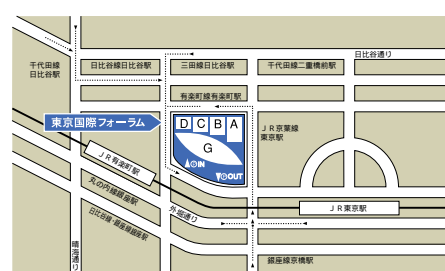 日比谷通り
千代田線
日比谷駅
日比谷線日比谷駅
三田線日比谷駅
千代田線二重橋前駅
有楽町線有楽町駅
東京国際フォーラム
D C B A
G
IN
OUT
JR京葉線
東京駅
JR有楽町駅
丸の内線銀座駅
日比谷線・銀座線銀座駅
外堀通り
JR東京駅
晴海通り
銀座線京橋駅